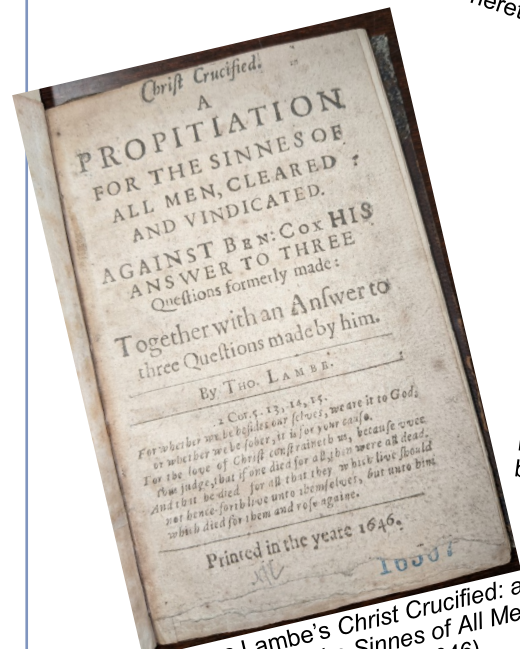 heret
Chriſt Crucified.
A
PROPITIATION
FOR THE SINNES OF
ALL MEN, CLEARED
AND VINDICATED.
AGAINST BEN: COX HIS
ANSWER TO THREE
Queſtions formerly made:
Together with an Anſwer to
three Queſtions made by him.
By THO. LAMBE.
2 Cor. 5. 13, 14, 15.
For whether we be beſides our ſelves, we are it to God;
or whether we be ſober, it is for your cauſe.
For the love of Chriſt conſtraineth us, becauſe wee
thus judge, that if one died for all, then were all dead.
And that he died for all that they which live ſhould
not hence-forth live unto themſelves, but unto him
which died for them and roſe againe.
Printed in the yeare 1646.
b
Lambe's Christ Crucified: a
Sinnes of All Me
46)